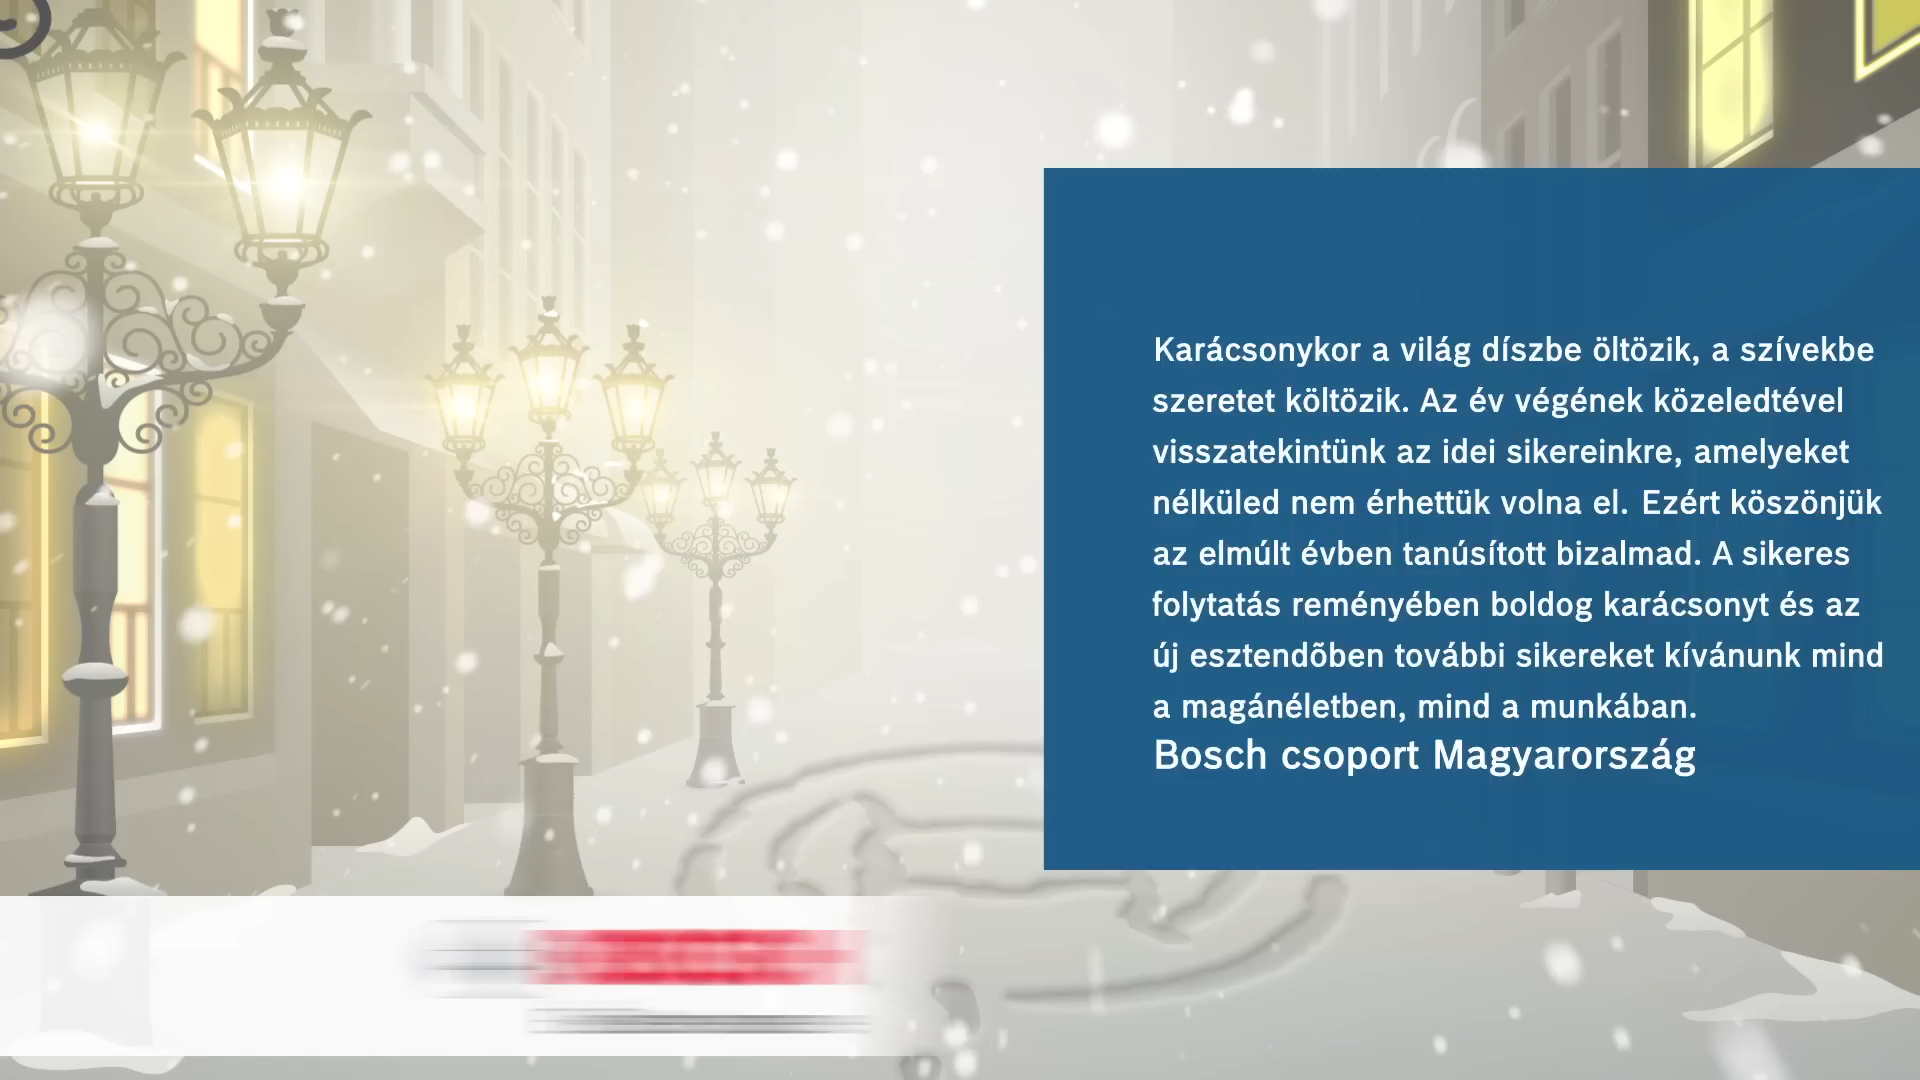 Karácsonykor a világ díszbe öltözik, a szívekbe
szeretet költözik. Az év végének közeledtével
visszatekintünk az idei sikereinkre, amelyeket
nélküled nem érhettük volna el. Ezért köszönjük
az elmúlt évben tanúsított bizalmad. A sikeres
folytatás reményében boldog karácsonyt és az
új esztendõben további sikereket kívánunk mind
a magánéletben, mind a munkában.
Bosch csoport Magyarország